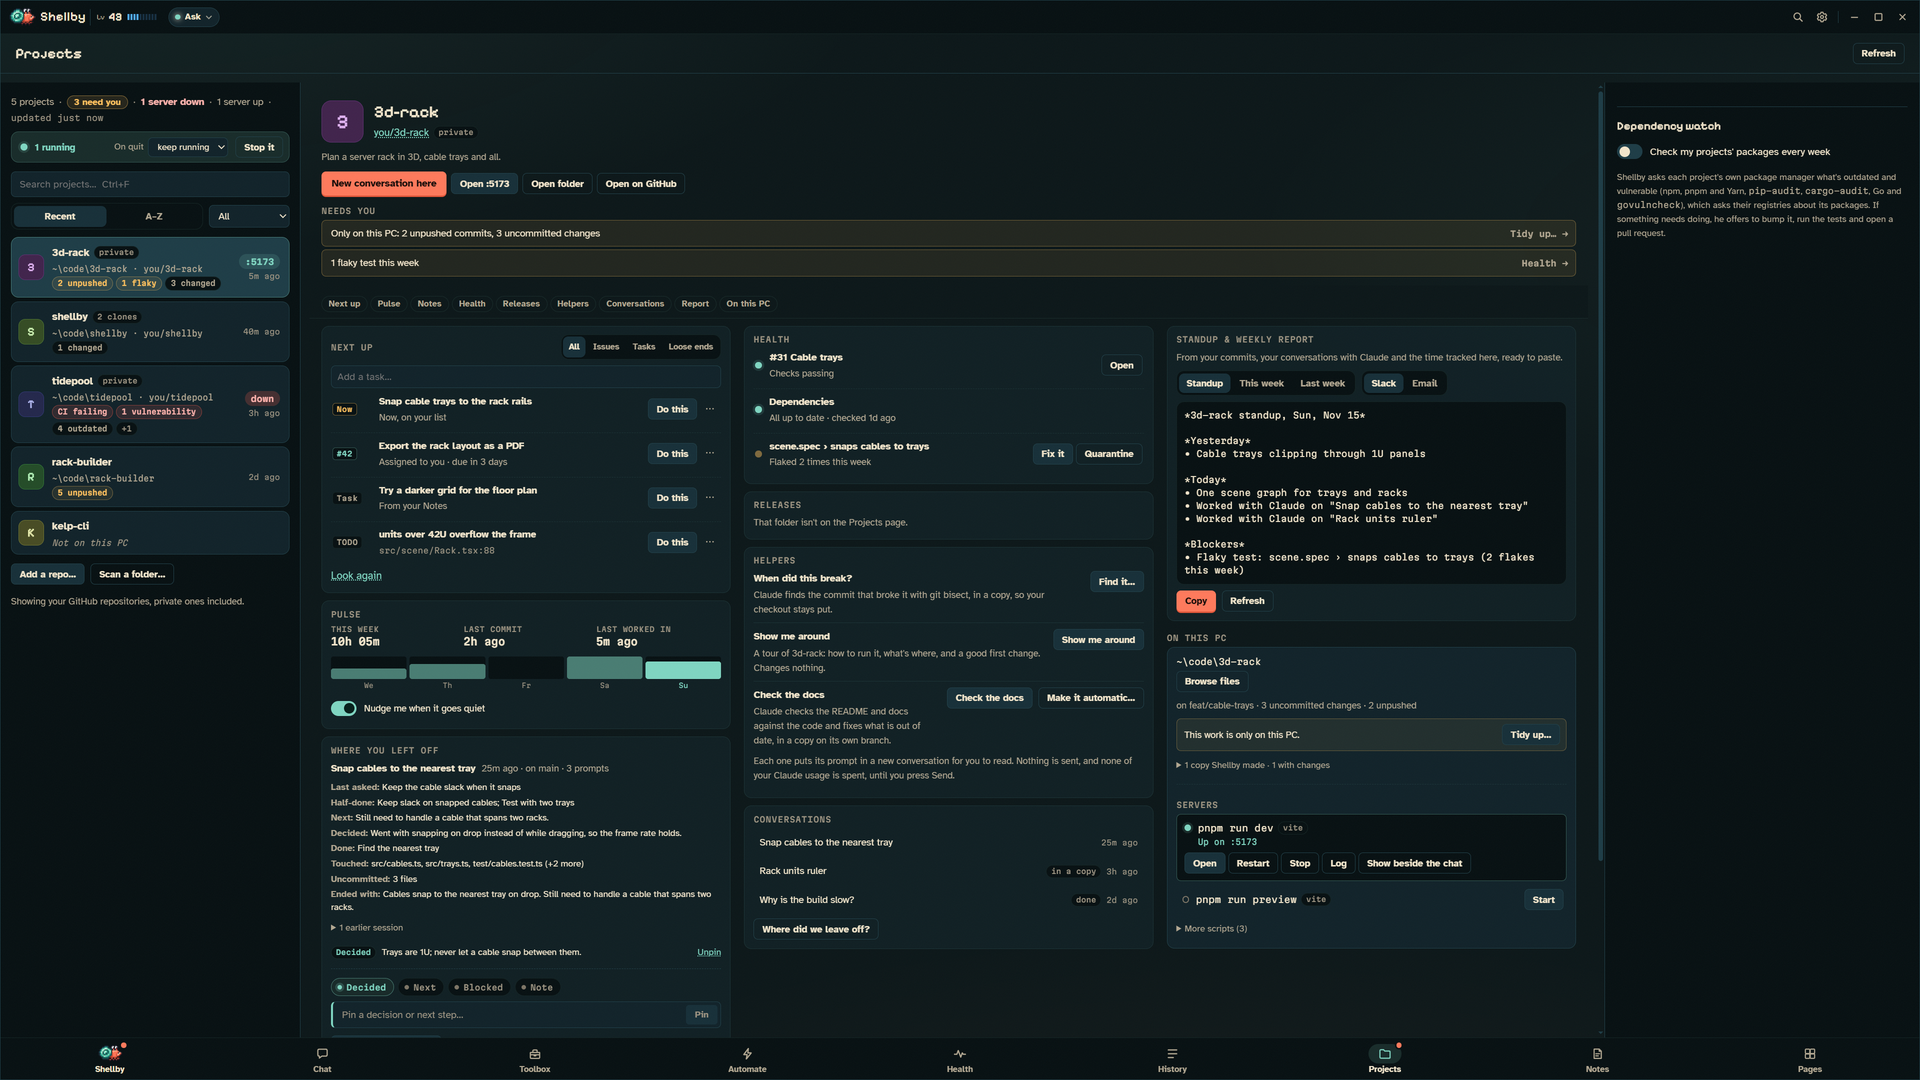 Shellby
Lv 49
Ask
Projects
Refresh
5 projects · 3 need you · 1 server down · 1 server up ·
updated just now
1 running
On quit
keep running
Stop it
Search projects... Ctrl+F
Recent
A-Z
All
3
3d-rack private
~\code\3d-rack · you/3d-rack
2 unpushed 1 flaky 3 changed
:5173
5m ago
S
shellby 2 clones
~\code\shellby · you/shellby
1 changed
40m ago
T
tidepool private
~\code\tidepool · you/tidepool
CI failing 1 vulnerability
4 outdated +1
down
3h ago
R
rack-builder
~\code\rack-builder
5 unpushed
2d ago
K
kelp-cli
Not on this PC
Add a repo...
Scan a folder...
Showing your GitHub repositories, private ones included.
3
3d-rack
you/3d-rack private
Plan a server rack in 3D, cable trays and all.
New conversation here
Open :5173
Open folder
Open on GitHub
NEEDS YOU
Only on this PC: 2 unpushed commits, 3 uncommitted changes
Tidy up... →
1 flaky test this week
Health →
Next up
Pulse
Notes
Health
Releases
Helpers
Conversations
Report
On this PC
NEXT UP
All
Issues
Tasks
Loose ends
Add a task...
Now
Snap cable trays to the rack rails
Now, on your list
Do this
...
#42
Export the rack layout as a PDF
Assigned to you · due in 3 days
Do this
...
Task
Try a darker grid for the floor plan
From your Notes
Do this
...
TODO
units over 42U overflow the frame
src/scene/Rack.tsx:88
Do this
...
Look again
PULSE
THIS WEEK
10h 05m
LAST COMMIT
2h ago
LAST WORKED IN
5m ago
We
Th
Fr
Sa
Su
Nudge me when it goes quiet
WHERE YOU LEFT OFF
Snap cables to the nearest tray 25m ago · on main · 3 prompts
Last asked: Keep the cable slack when it snaps
Half-done: Keep slack on snapped cables; Test with two trays
Next: Still need to handle a cable that spans two racks.
Decided: Went with snapping on drop instead of while dragging, so the frame rate holds.
Done: Find the nearest tray
Touched: src/cables.ts, src/trays.ts, test/cables.test.ts (+2 more)
Uncommitted: 3 files
Ended with: Cables snap to the nearest tray on drop. Still need to handle a cable that spans two
racks.
1 earlier session
Decided Trays are 1U; never let a cable snap between them.
Unpin
Decided
Next
Blocked
Note
Pin a decision or next step...
Pin
HEALTH
#31 Cable trays
Checks passing
Open
Dependencies
All up to date · checked 1d ago
scene.spec › snaps cables to trays
Flaked 2 times this week
Fix it
Quarantine
RELEASES
That folder isn't on the Projects page.
HELPERS
When did this break?
Claude finds the commit that broke it with git bisect, in a copy, so your
checkout stays put.
Find it...
Show me around
A tour of 3d-rack: how to run it, what's where, and a good first change.
Changes nothing.
Show me around
Check the docs
Claude checks the README and docs
against the code and fixes what is out of
date, in a copy on its own branch.
Check the docs
Make it automatic...
Each one puts its prompt in a new conversation for you to read. Nothing is sent, and none of
your Claude usage is spent, until you press Send.
CONVERSATIONS
Snap cables to the nearest tray
25m ago
Rack units ruler
in a copy 3h ago
Why is the build slow?
done 2d ago
Where did we leave off?
STANDUP & WEEKLY REPORT
From your commits, your conversations with Claude and the time tracked here, ready to paste.
Standup
This week
Last week
Slack
Email
*3d-rack standup, Sun, Nov 15*
*Yesterday*
• Cable trays clipping through 1U panels
*Today*
• One scene graph for trays and racks
• Worked with Claude on "Snap cables to the nearest tray"
• Worked with Claude on "Rack units ruler"
*Blockers*
• Flaky test: scene.spec › snaps cables to trays (2 flakes
this week)
Copy
Refresh
ON THIS PC
~\code\3d-rack
Browse files
on feat/cable-trays · 3 uncommitted changes · 2 unpushed
This work is only on this PC.
Tidy up...
1 copy Shellby made · 1 with changes
SERVERS
pnpm run dev vite
Up on :5173
Open
Restart
Stop
Log
Show beside the chat
pnpm run preview vite
Start
More scripts (3)
Dependency watch
Check my projects' packages every week
Shellby asks each project's own package manager what's outdated and
vulnerable (npm, pnpm and Yarn, pip-audit, cargo-audit, Go and
govulncheck), which asks their registries about its packages. If
something needs doing, he offers to bump it, run the tests and open a
pull request.
Shellby
Chat
Toolbox
Automate
Health
History
Projects
Notes
Pages